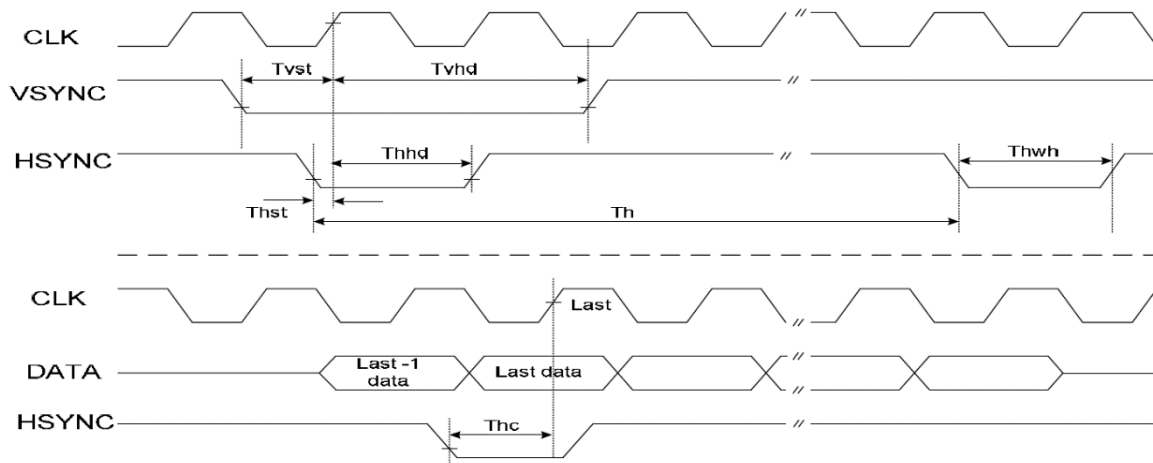 CLK
Tvst Tvhd
VSYNC
HSYNC Thhd Thwh
Thst Th
CLK Last
DATA Last -1 data Last data
HSYNC Thc